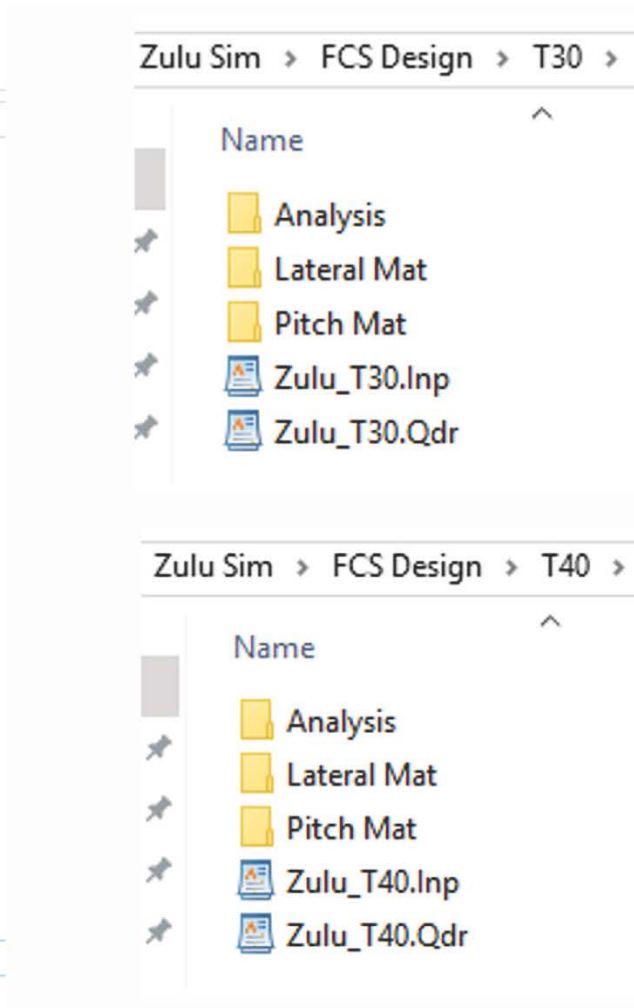 Zulu Sim > FCS Design > T30 >
Name
Analysis
Lateral Mat
Pitch Mat
Zulu_T30.Inp
Zulu_T30.Qdr
Zulu Sim > FCS Design > T40 >
Name
Analysis
Lateral Mat
Pitch Mat
Zulu_T40.Inp
Zulu_T40.Qdr